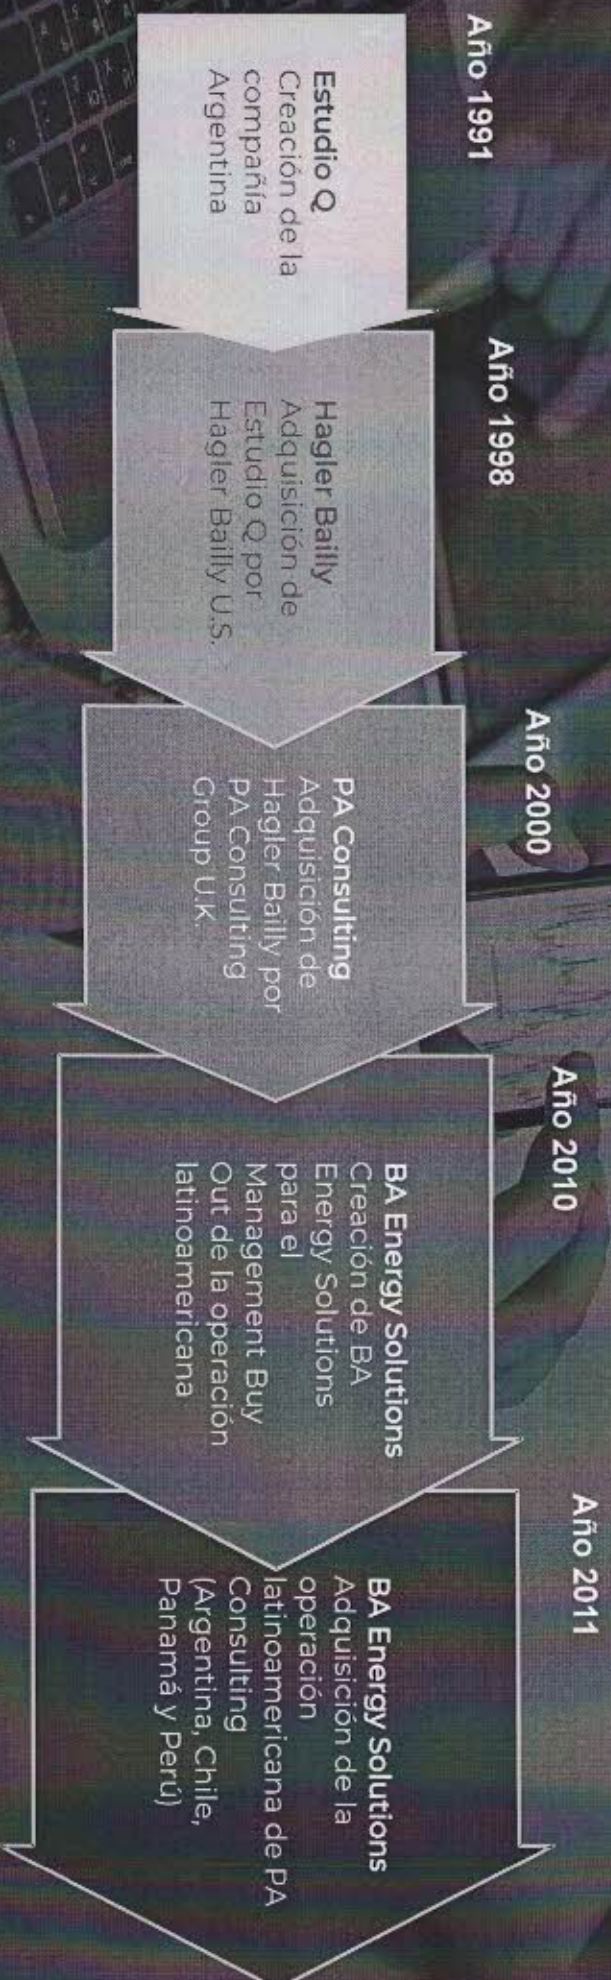 Año 1991
Estudio Q
Creación de la
compañía
Argentina
Año 1998
Hagler Bailly
Adquisición de
Estudio Q por
Hagler Bailly U.S.
Año 2000
PA Consulting
Adquisición de
Hagler Bailly por
PA Consulting
Group U.K.
Año 2010
BA Energy Solutions
Creación de BA
Energy Solutions
para el
Management Buy
Out de la operación
latinoamericana
Año 2011
BA Energy Solutions
Adquisición de la
operación
latinoamericana de PA
Consulting
(Argentina, Chile,
Panamá y Perú)